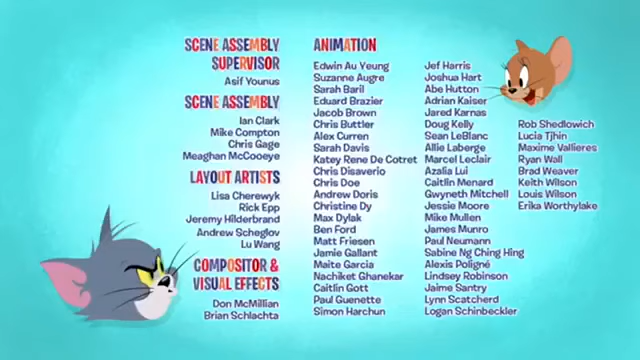 SCENE ASSEMBLY
SUPERVISOR
Asif Younus
SCENE ASSEMBLY
Ian Clark
Mike Compton
Chris Gage
Meaghan McCooeye
LAYOUT ARTISTS
Lisa Cherewyk
Rick Epp
Jeremy Hilderbrand
Andrew Scheglov
Lu Wang
COMPOSITOR &
VISUAL EFFECTS
Don McMillian
Brian Schlachta
ANIMATION
Edwin Au Yeung
Suzanne Augre
Sarah Baril
Eduard Brazier
Jacob Brown
Chris Buttler
Alex Curren
Sarah Davis
Katey Rene De Cotret
Chris Disaverio
Chris Doe
Andrew Doris
Christine Dy
Max Dylak
Ben Ford
Matt Friesen
Jamie Gallant
Maite Garcia
Nachiket Ghanekar
Caitlin Gott
Paul Guenette
Simon Harchun
Jef Harris
Joshua Hart
Abe Hutton
Adrian Kaiser
Jared Karnas
Doug Kelly
Sean LeBlanc
Allie Laberge
Marcel Leclair
Azalia Lui
Caitlin Menard
Gwyneth Mitchell
Jessie Moore
Mike Mullen
James Munro
Paul Neumann
Sabine Ng Ching Hing
Alexis Poligné
Lindsey Robinson
Jaime Santry
Lynn Scatcherd
Logan Schinbeckler
Rob Shedlowich
Lucia Tjhin
Maxime Vallieres
Ryan Wall
Brad Weaver
Keith Wilson
Louis Wilson
Erika Worthylake